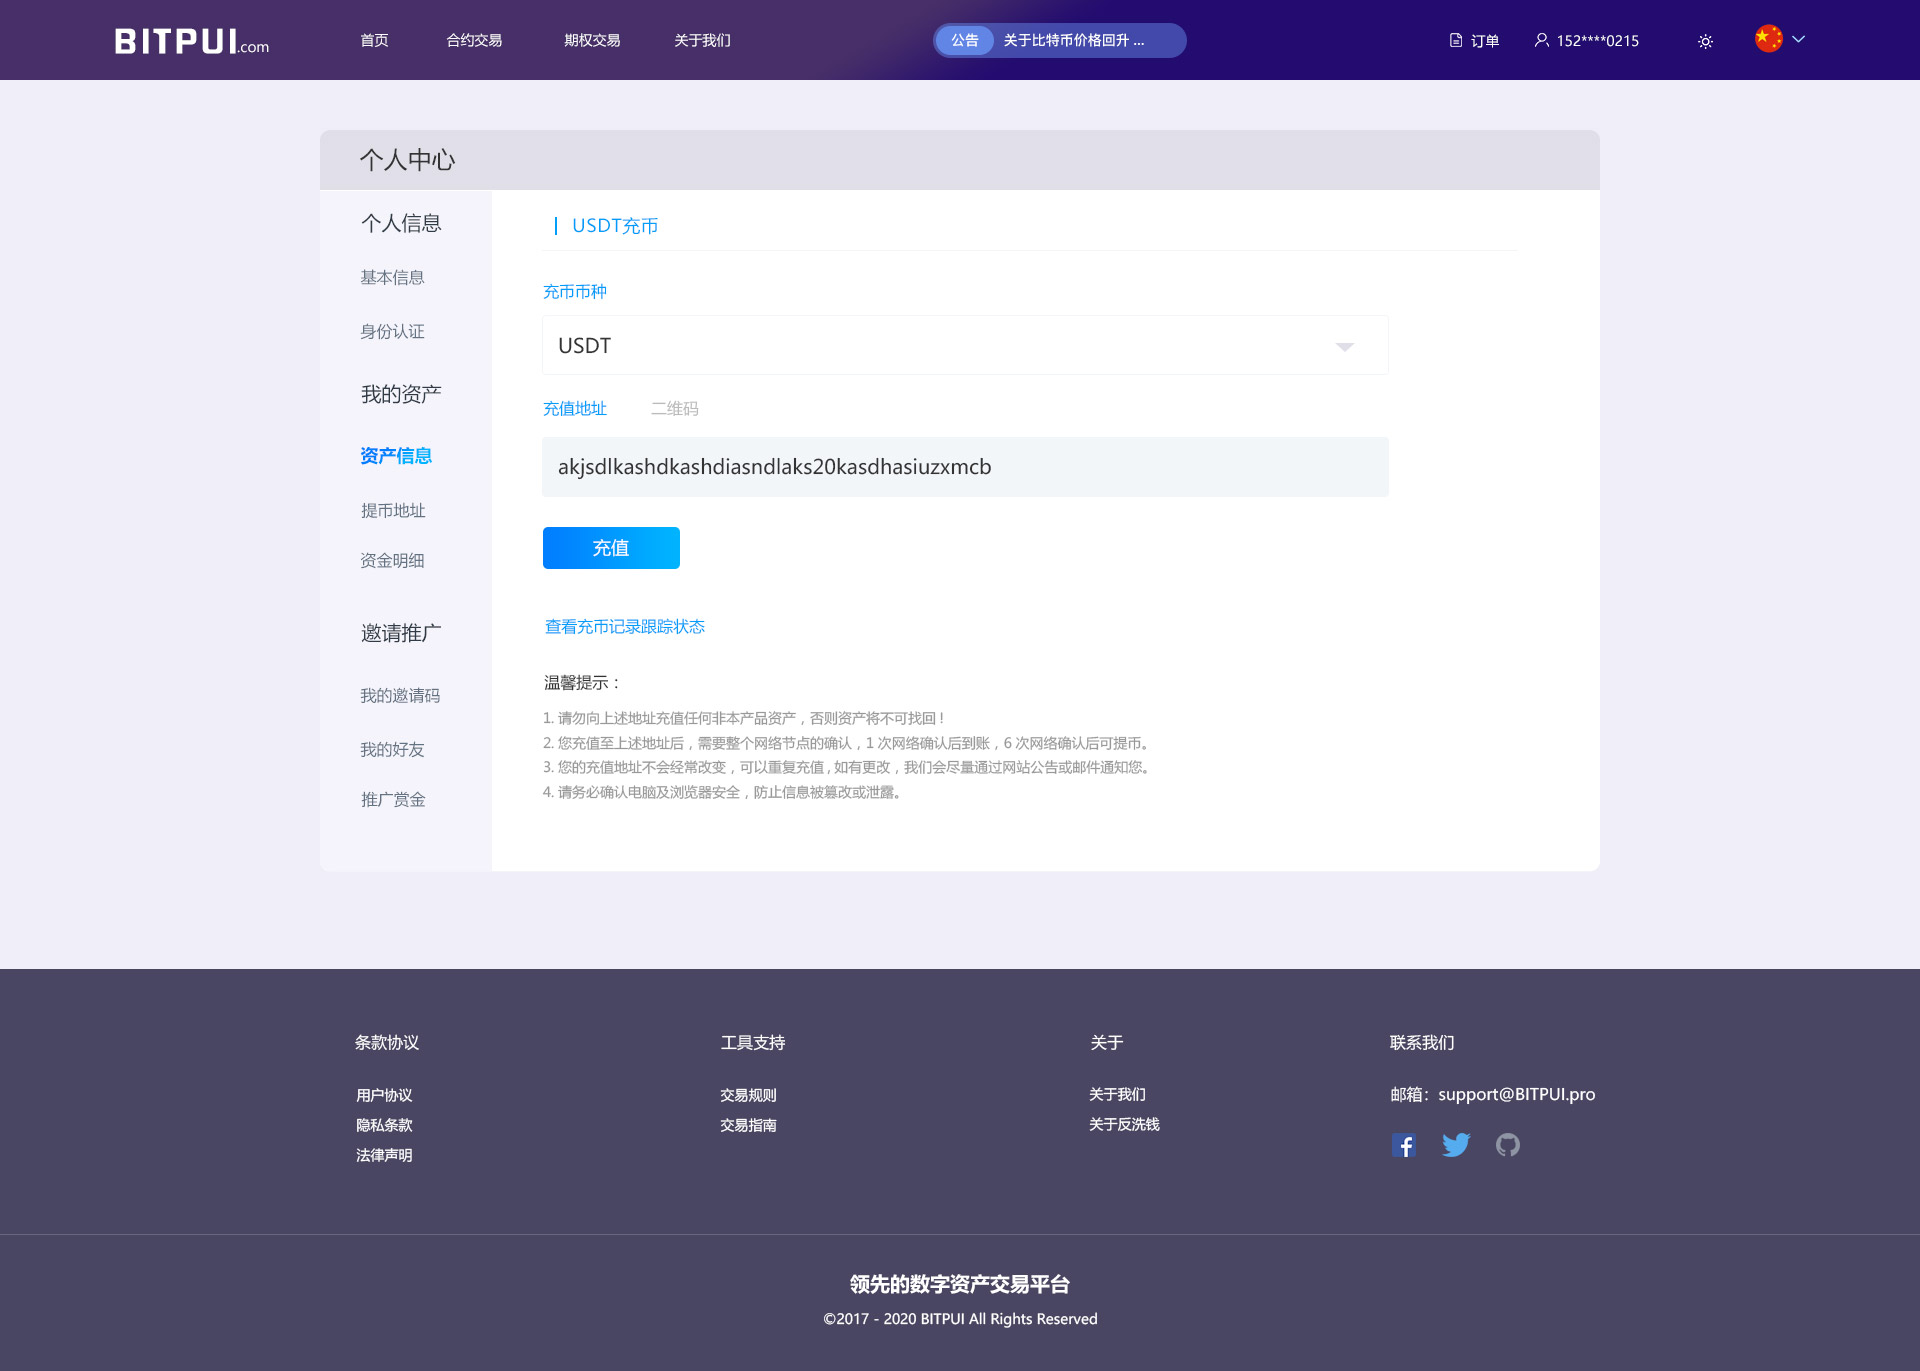 BITPUI.com 首页 合约交易 期权交易 关于我们 公告 关于比特币价格回升 ... 订单 152****0215
个人中心
个人信息
基本信息
身份认证
我的资产
资产信息
提币地址
资金明细
邀请推广
我的邀请码
我的好友
推广赏金
USDT充币
充币币种
USDT
充值地址 二维码
akjsdlkashdkashdiasndlaks20kasdhasiuzxmcb
充值
查看充币记录跟踪状态
温馨提示：
1. 请勿向上述地址充值任何非本产品资产，否则资产将不可找回！
2. 您充值至上述地址后，需要整个网络节点的确认，1 次网络确认后到账，6 次网络确认后可提币。
3. 您的充值地址不会经常改变，可以重复充值，如有更改，我们会尽量通过网站公告或邮件通知您。
4. 请务必确认电脑及浏览器安全，防止信息被篡改或泄露。
条款协议
用户协议
隐私条款
法律声明
工具支持
交易规则
交易指南
关于
关于我们
关于反洗钱
联系我们
邮箱：support@BITPUI.pro
领先的数字资产交易平台
©2017 - 2020 BITPUI All Rights Reserved